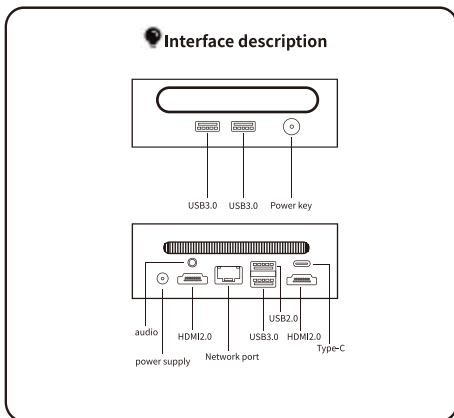 Interface description
USB3.0 USB3.0 Power key
USB2.0
audio HDMI2.0 USB3.0 HDMI2.0
Type-C
power supply Network port